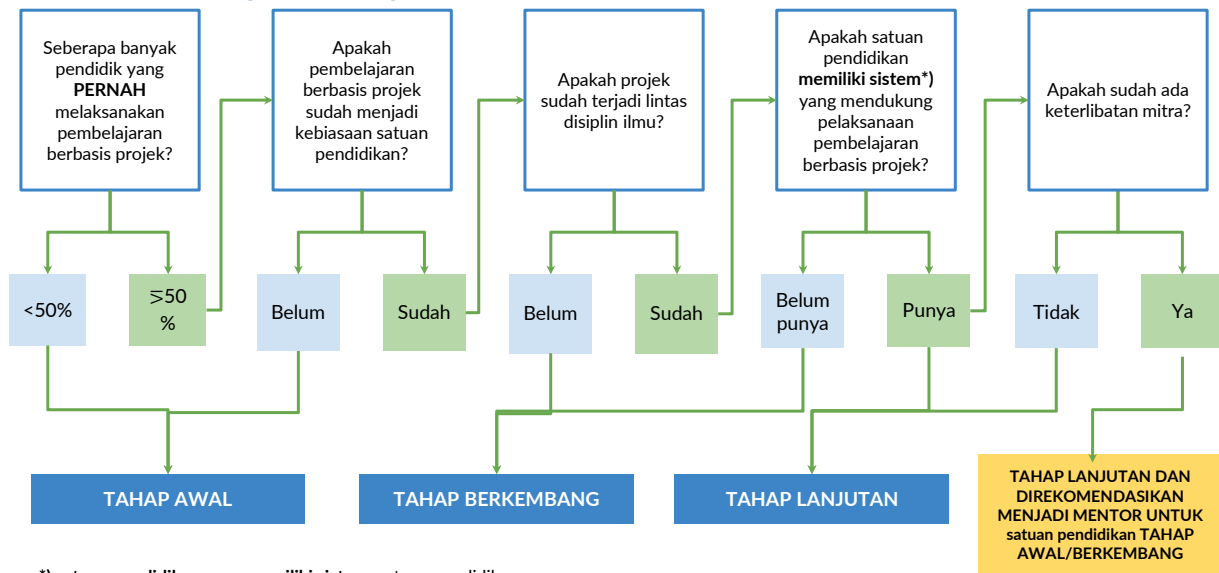 Seberapa banyak
pendidik yang
PERNAH
melaksanakan
pembelajaran
berbasis projek?
Apakah
pembelajaran
berbasis projek
sudah menjadi
kebiasaan satuan
pendidikan?
Apakah projek
sudah terjadi lintas
disiplin ilmu?
Apakah satuan
pendidikan
memiliki sistem*)
yang mendukung
pelaksanaan
pembelajaran
berbasis projek?
Apakah sudah ada
keterlibatan mitra?
<50%
⋝50
%
Belum
Sudah
Belum
Sudah
Belum
punya
Punya
Tidak
Ya
TAHAP AWAL
TAHAP BERKEMBANG
TAHAP LANJUTAN
TAHAP LANJUTAN DAN
DIREKOMENDASIKAN
MENJADI MENTOR UNTUK
satuan pendidikan TAHAP
AWAL/BERKEMBANG